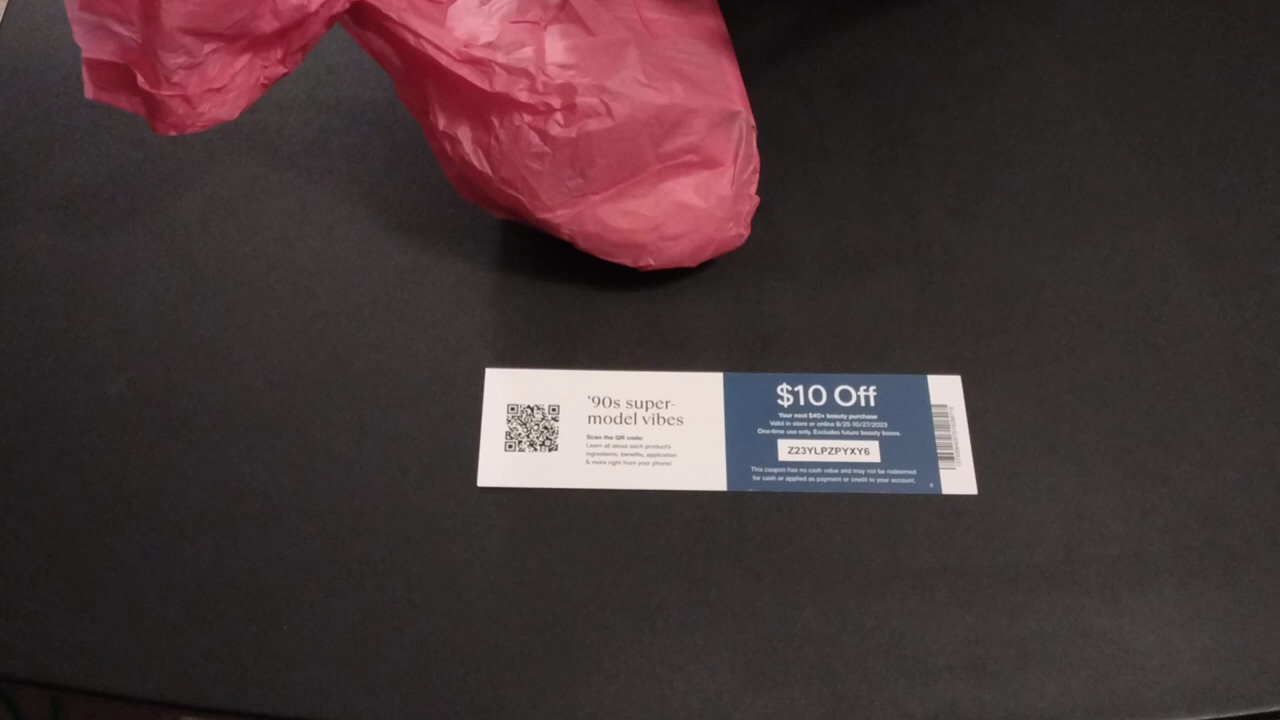 '90s super-
model vibes
Scan the QR code.
Learn all about each product's
ingredients, benefits, application
& more right from your phone!
$10 Off
Your next $40+ beauty purchase
Valid in store or online 8/25-10/27/2023
One-time use only. Excludes future beauty boxes.
Z23YLPZPYXY6
This coupon has no cash value and may not be redeemed
for cash or applied as payment or credit to your account.